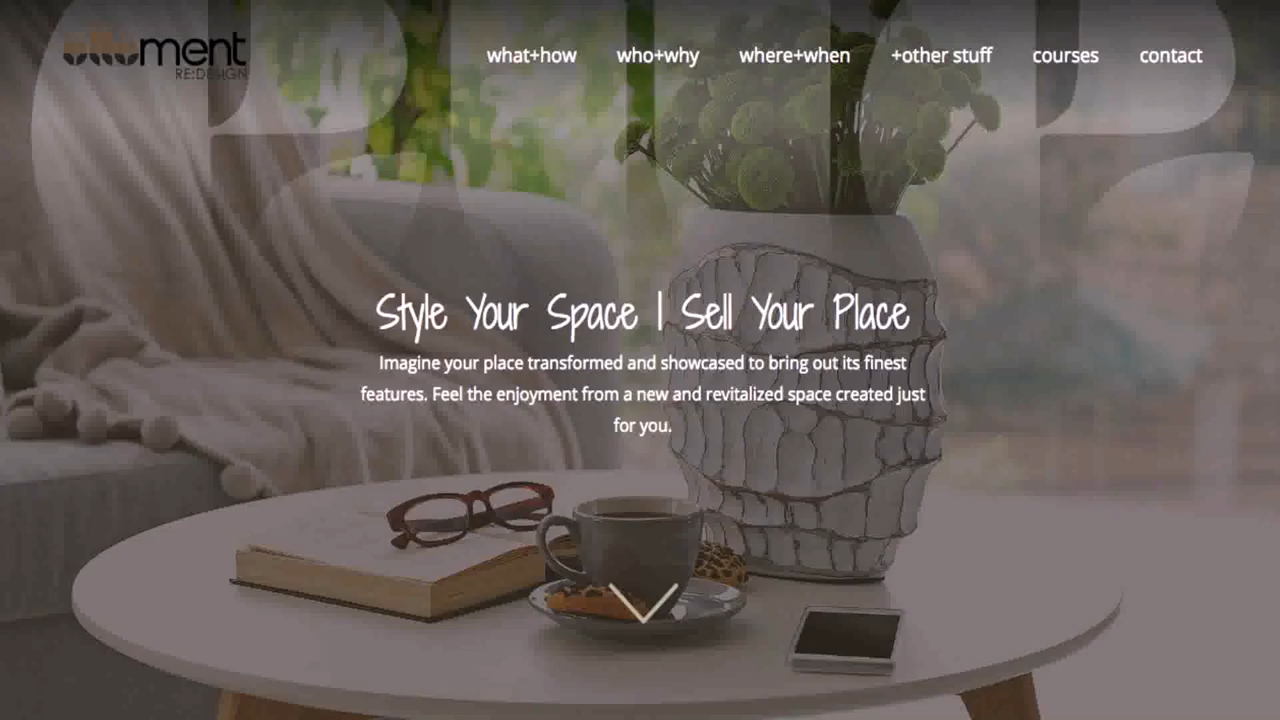 ment
RE:DESIGN
what+how who+why where+when +other stuff courses contact
Style Your Space | Sell Your Place
Imagine your place transformed and showcased to bring out its finest
features. Feel the enjoyment from a new and revitalized space created just
for you.